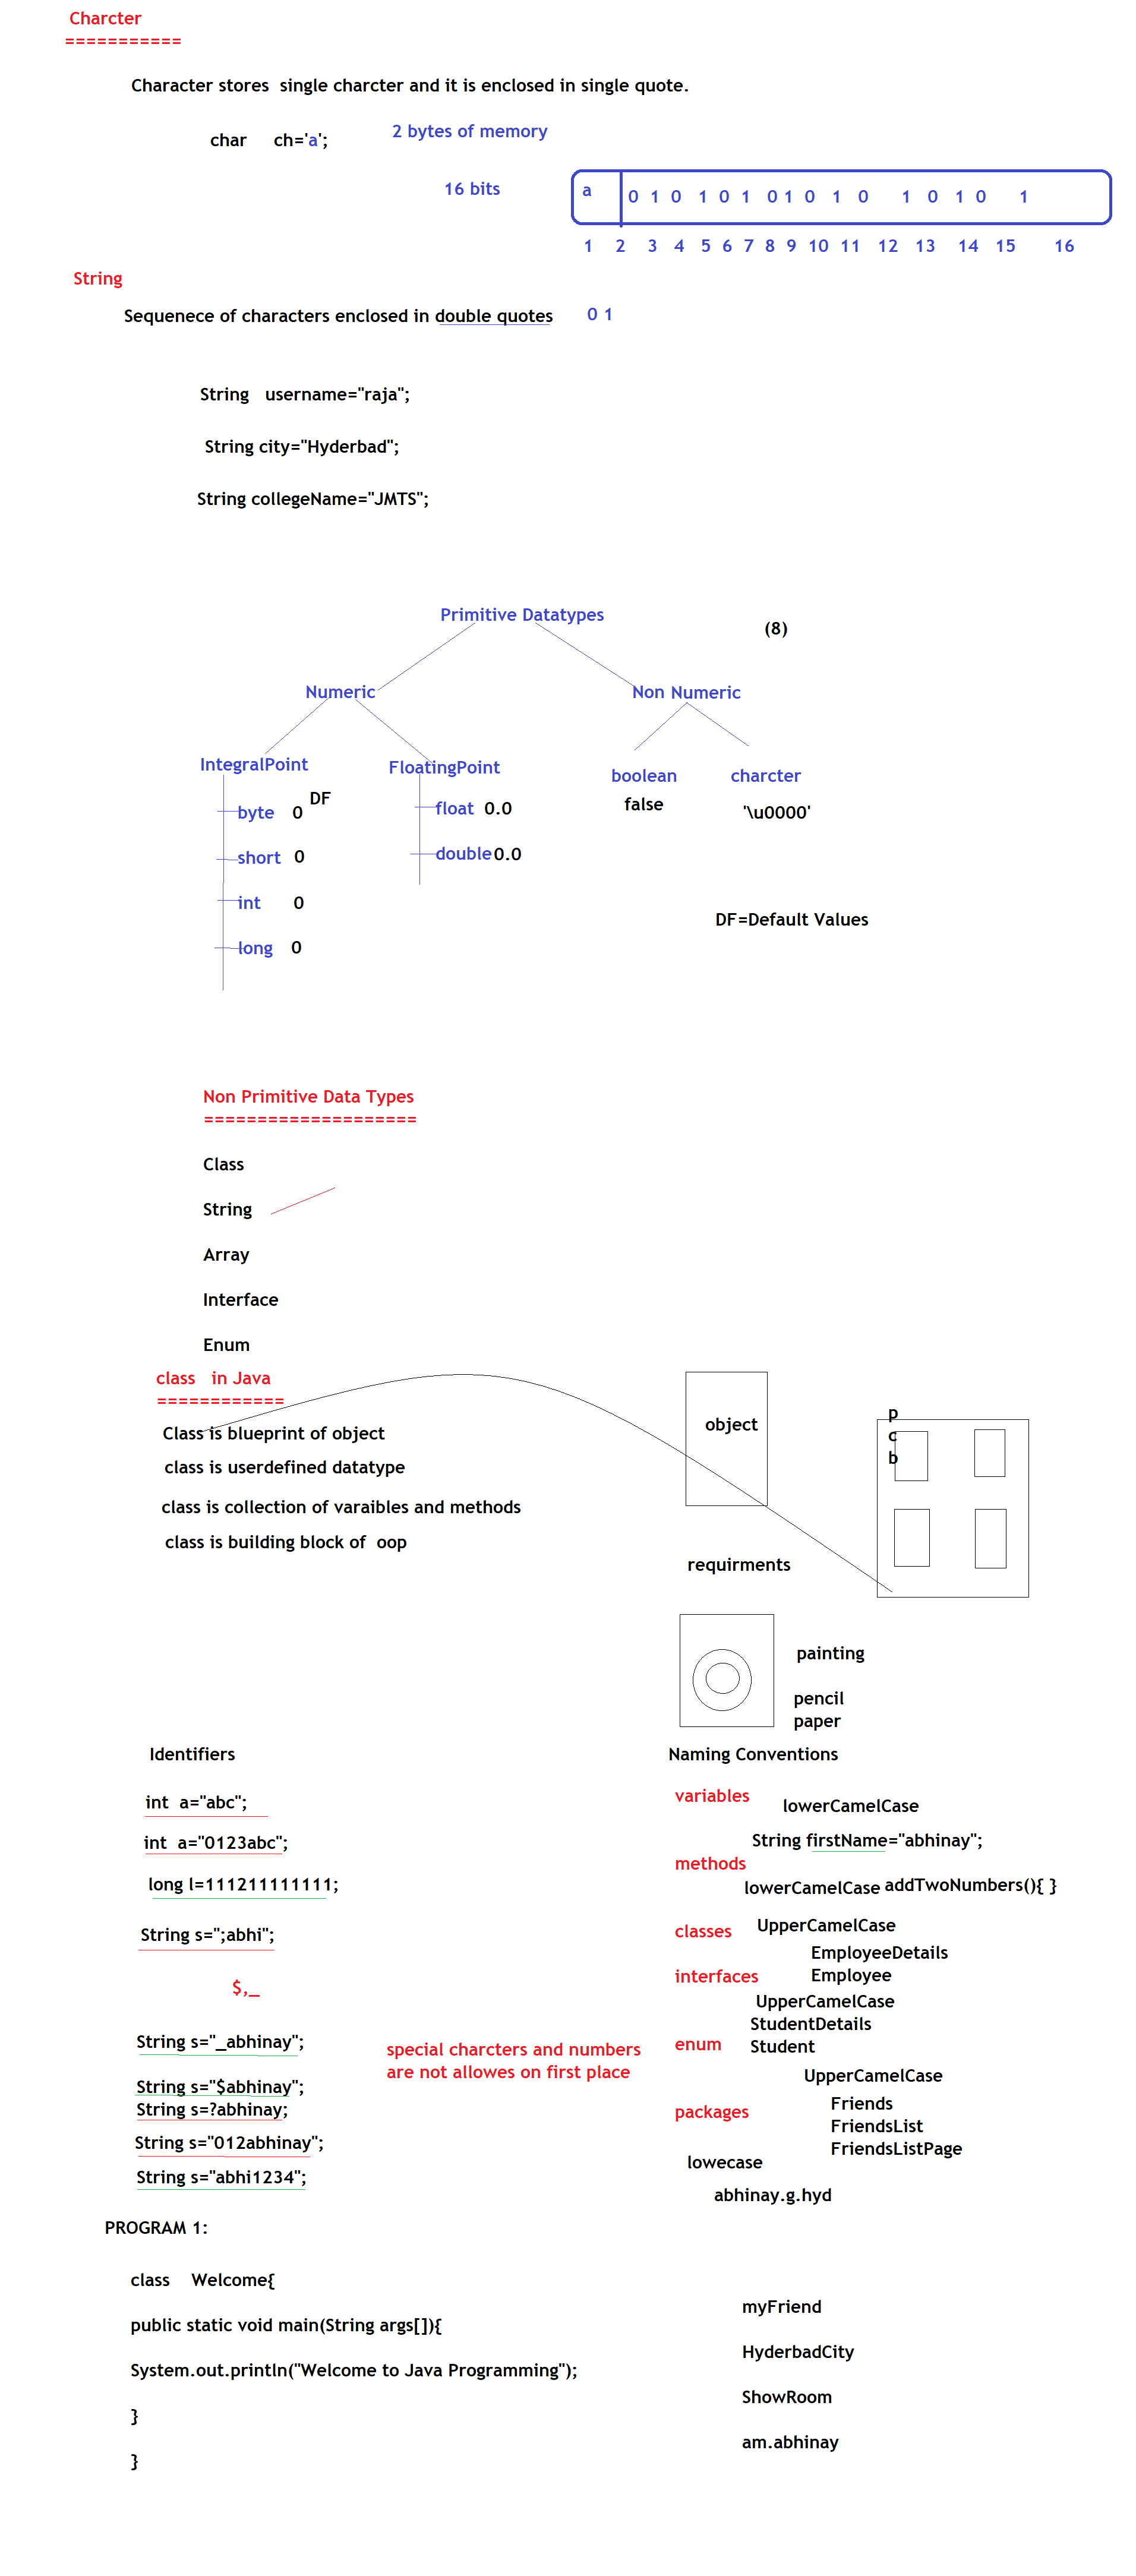 Charcter
===========
Character stores single charcter and it is enclosed in single quote.
char ch='a';
2 bytes of memory
16 bits
a 0 1 0 1 0 1 0 1 0 1 0 1 0 1 0 1
1 2 3 4 5 6 7 8 9 10 11 12 13 14 15 16
String
Sequenece of characters enclosed in double quotes
0 1
String username="raja";
String city="Hyderbad";
String collegeName="JMTS";
Primitive Datatypes
(8)
Numeric
Non Numeric
IntegralPoint
FloatingPoint
boolean
charcter
DF
byte 0
short 0
int 0
long 0
float 0.0
double 0.0
false
'\u0000'
DF=Default Values
Non Primitive Data Types
====================
Class
String
Array
Interface
Enum
class in Java
============
Class is blueprint of object
class is userdefined datatype
class is collection of varaibles and methods
class is building block of oop
object
p
c
b
requirments
painting
pencil
paper
Identifiers
int a="abc";
int a="0123abc";
long l=111211111111;
String s=";abhi";
$,_
String s="_abhinay";
String s="$abhinay";
String s=?abhinay;
String s="012abhinay";
String s="abhi1234";
special charcters and numbers
are not allowes on first place
Naming Conventions
variables
lowerCamelCase
String firstName="abhinay";
methods
lowerCamelCase addTwoNumbers(){ }
classes
UpperCamelCase
EmployeeDetails
Employee
interfaces
UpperCamelCase
StudentDetails
Student
enum
UpperCamelCase
Friends
FriendsList
FriendsListPage
packages
lowecase
abhinay.g.hyd
PROGRAM 1:
class Welcome{
public static void main(String args[]){
System.out.println("Welcome to Java Programming");
}
}
myFriend
HyderbadCity
ShowRoom
am.abhinay